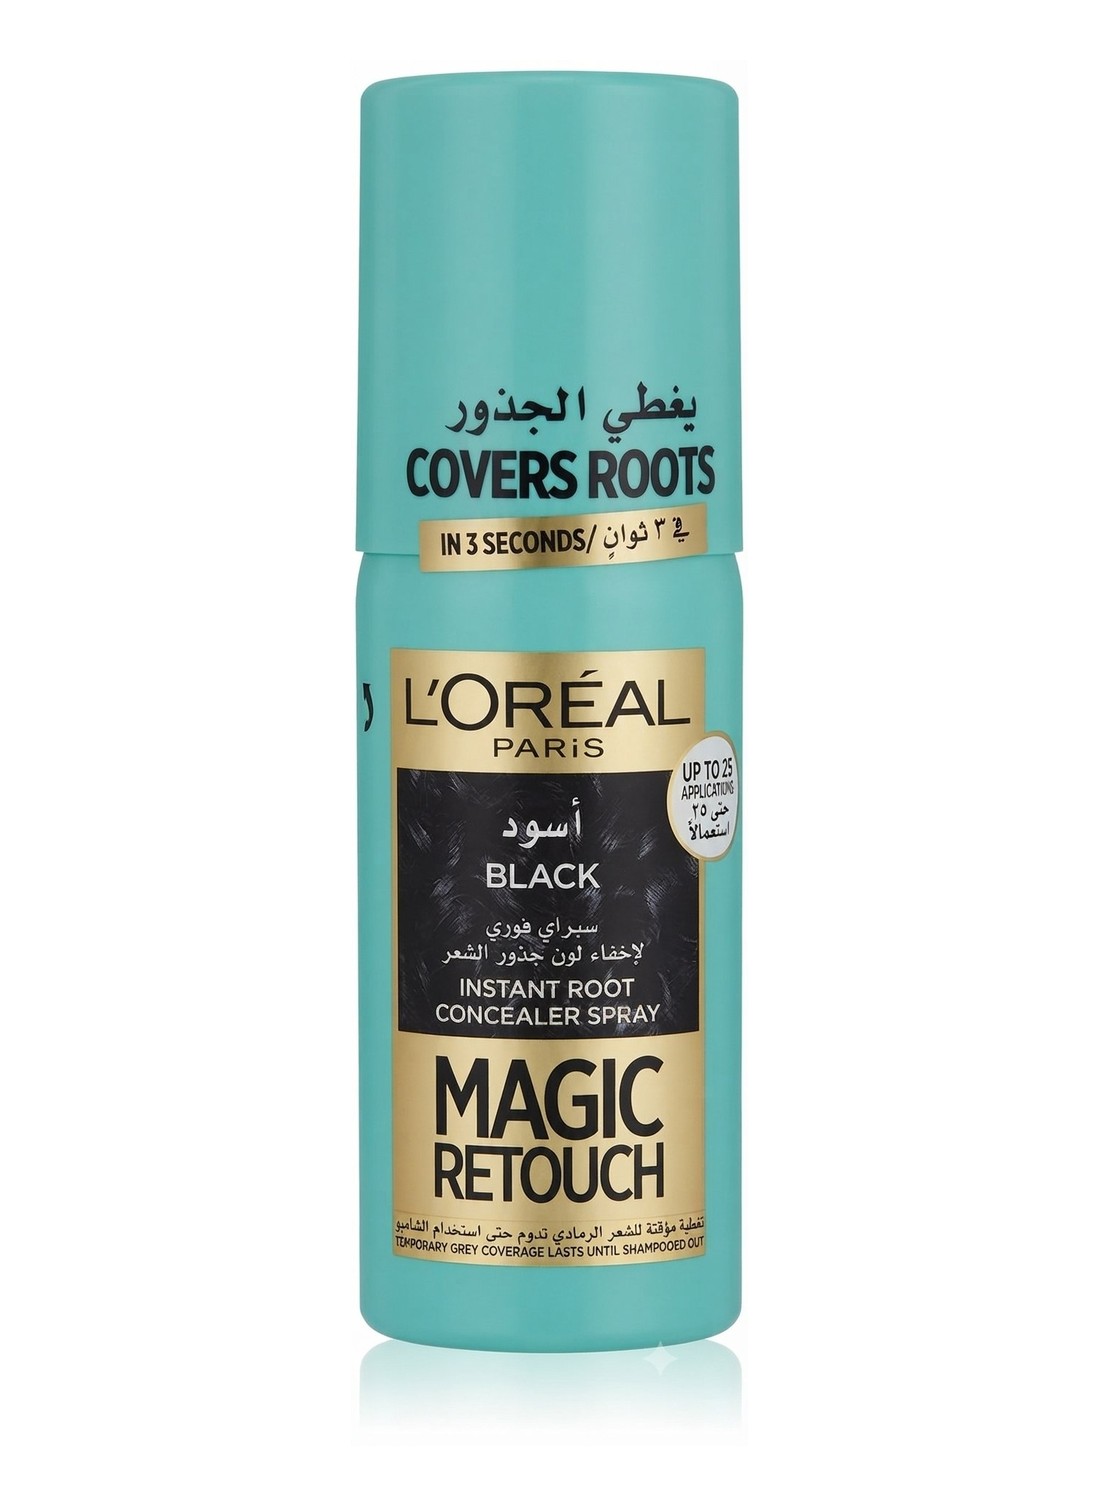 يغطي الجذور
COVERS ROOTS
IN 3 SECONDS/ في ٣ ثوانٍ
L'ORÉAL
PARiS
UP TO 25
APPLICATIONS
حتى ٢٥
استعمالاً
أسود
BLACK
سبراي فوري
لإخفاء لون جذور الشعر
INSTANT ROOT
CONCEALER SPRAY
MAGIC
RETOUCH
تغطية مؤقتة للشعر الرمادي تدوم حتى استخدام الشامبو
TEMPORARY GREY COVERAGE LASTS UNTIL SHAMPOOED OUT